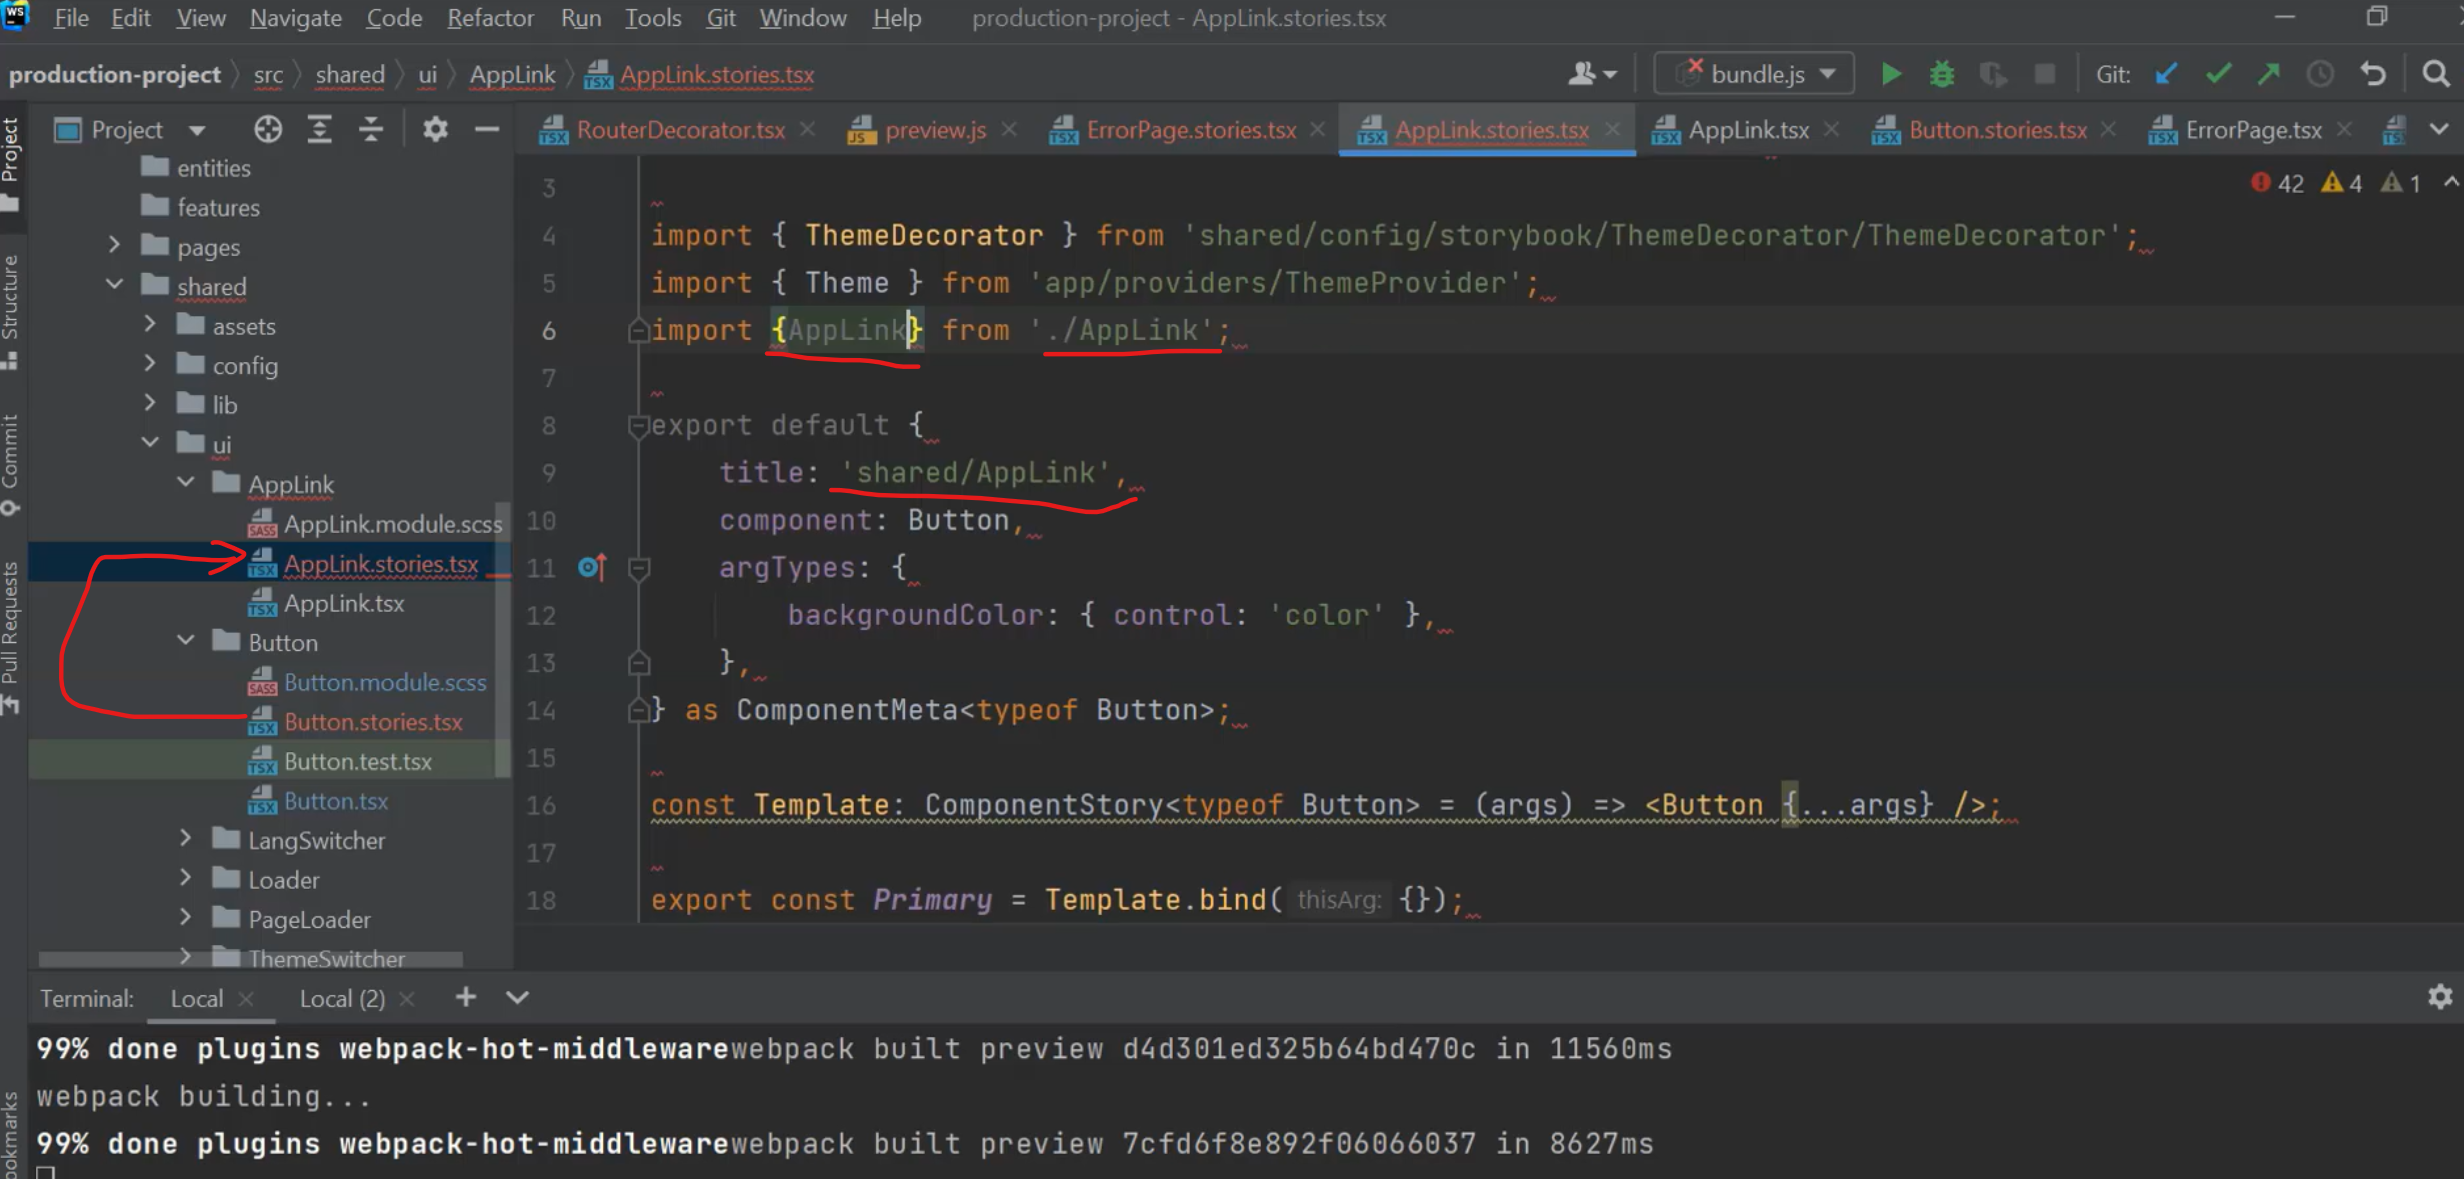 WS File Edit View Navigate Code Refactor Run Tools Git Window Help production-project - AppLink.stories.tsx
production-project src shared ui AppLink AppLink.stories.tsx bundle.js Git:
Project
RouterDecorator.tsx preview.js ErrorPage.stories.tsx AppLink.stories.tsx AppLink.tsx Button.stories.tsx ErrorPage.tsx
Project
Structure
Commit
Pull Requests
entities
features
pages
shared
assets
config
lib
ui
AppLink
AppLink.module.scss
AppLink.stories.tsx
AppLink.tsx
Button
Button.module.scss
Button.stories.tsx
Button.test.tsx
Button.tsx
LangSwitcher
Loader
PageLoader
ThemeSwitcher
42 4 1
3
4 import { ThemeDecorator } from 'shared/config/storybook/ThemeDecorator/ThemeDecorator';
5 import { Theme } from 'app/providers/ThemeProvider';
6 import {AppLink} from './AppLink';
7
8 export default {
9 title: 'shared/AppLink',
10 component: Button,
11 argTypes: {
12 backgroundColor: { control: 'color' },
13 },
14 } as ComponentMeta<typeof Button>;
15
16 const Template: ComponentStory<typeof Button> = (args) => <Button {...args} />;
17
18 export const Primary = Template.bind( thisArg: {});
Terminal: Local Local (2)
99% done plugins webpack-hot-middlewarewebpack built preview d4d301ed325b64bd470c in 11560ms
webpack building...
99% done plugins webpack-hot-middlewarewebpack built preview 7cfd6f8e892f06066037 in 8627ms